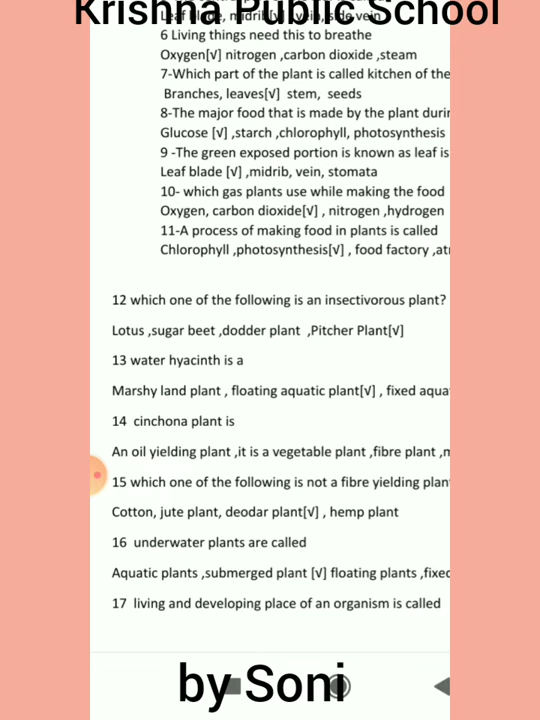 Krishna Public School
Leaf blade, midrib[√] ,vein, side vein
6 Living things need this to breathe
Oxygen[√] nitrogen ,carbon dioxide ,steam
7-Which part of the plant is called kitchen of the
Branches, leaves[√]  stem,  seeds
8-The major food that is made by the plant durin
Glucose [√] ,starch ,chlorophyll, photosynthesis
9 -The green exposed portion is known as leaf is
Leaf blade [√] ,midrib, vein, stomata
10- which gas plants use while making the food
Oxygen, carbon dioxide[√] , nitrogen ,hydrogen
11-A process of making food in plants is called
Chlorophyll ,photosynthesis[√] , food factory ,at
12 which one of the following is an insectivorous plant?
Lotus ,sugar beet ,dodder plant  ,Pitcher Plant[√]
13 water hyacinth is a
Marshy land plant , floating aquatic plant[√] , fixed aqua
14  cinchona plant is
An oil yielding plant ,it is a vegetable plant ,fibre plant ,m
15 which one of the following is not a fibre yielding plan
Cotton, jute plant, deodar plant[√] , hemp plant
16  underwater plants are called
Aquatic plants ,submerged plant [√] floating plants ,fixed
17  living and developing place of an organism is called
by Soni